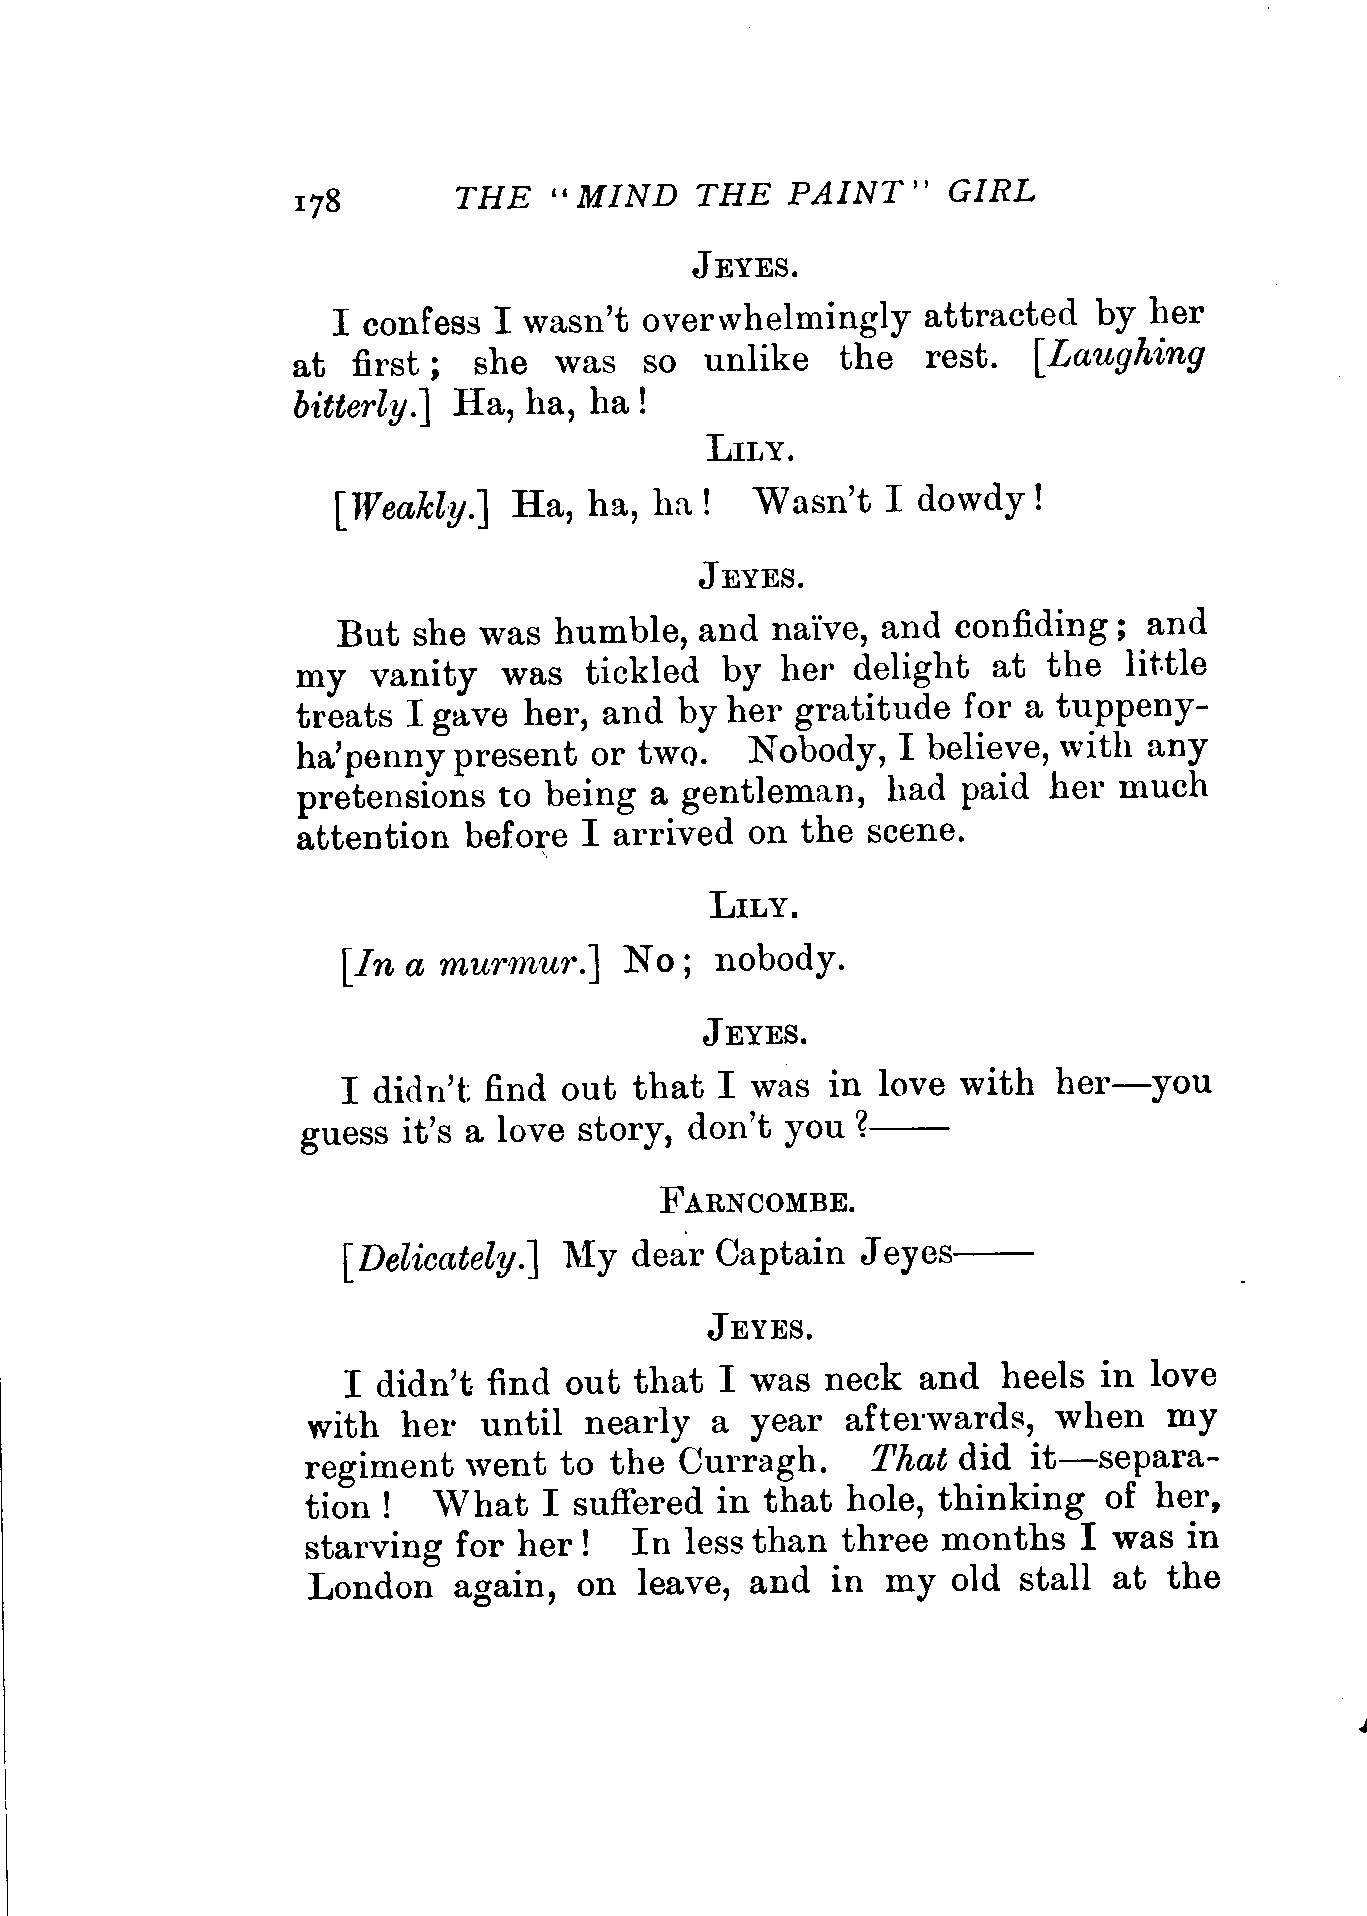 178 THE "MIND THE PAINT" GIRL
JEYES.
I confess I wasn't overwhelmingly attracted by her
at first; she was so unlike the rest. [Laughing
bitterly.] Ha, ha, ha!
LILY.
[Weakly.] Ha, ha, ha! Wasn't I dowdy!
JEYES.
But she was humble, and naïve, and confiding; and
my vanity was tickled by her delight at the little
treats I gave her, and by her gratitude for a tuppeny-
ha'penny present or two. Nobody, I believe, with any
pretensions to being a gentleman, had paid her much
attention before I arrived on the scene.
LILY.
[In a murmur.] No; nobody.
JEYES.
I didn't find out that I was in love with her—you
guess it's a love story, don't you?——
FARNCOMBE.
[Delicately.] My dear Captain Jeyes——
JEYES.
I didn't find out that I was neck and heels in love
with her until nearly a year afterwards, when my
regiment went to the Curragh. That did it—separa-
tion! What I suffered in that hole, thinking of her,
starving for her! In less than three months I was in
London again, on leave, and in my old stall at the